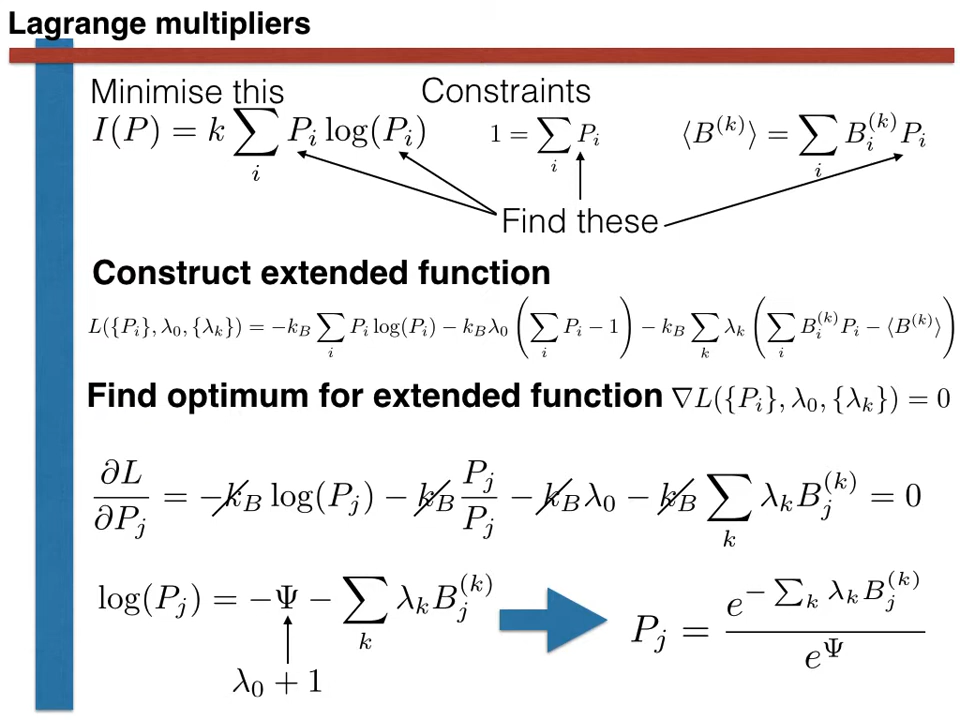 Lagrange multipliers
Minimise this
Constraints
I(P) = k ∑_i P_i log(P_i)
1 = ∑_i P_i
⟨B^{(k)}⟩ = ∑_i B_i^{(k)} P_i
Find these
Construct extended function
L({P_i}, λ_0, {λ_k}) = −k_B ∑_i P_i log(P_i) − k_B λ_0 (∑_i P_i − 1) − k_B ∑_k λ_k (∑_i B_i^{(k)} P_i − ⟨B^{(k)}⟩)
Find optimum for extended function ∇L({P_i}, λ_0, {λ_k}) = 0
∂L/∂P_j = −k_B log(P_j) − k_B P_j/P_j − k_B λ_0 − k_B ∑_k λ_k B_j^{(k)} = 0
log(P_j) = −Ψ − ∑_k λ_k B_j^{(k)}
P_j = e^{−∑_k λ_k B_j^{(k)}} / e^Ψ
λ_0 + 1